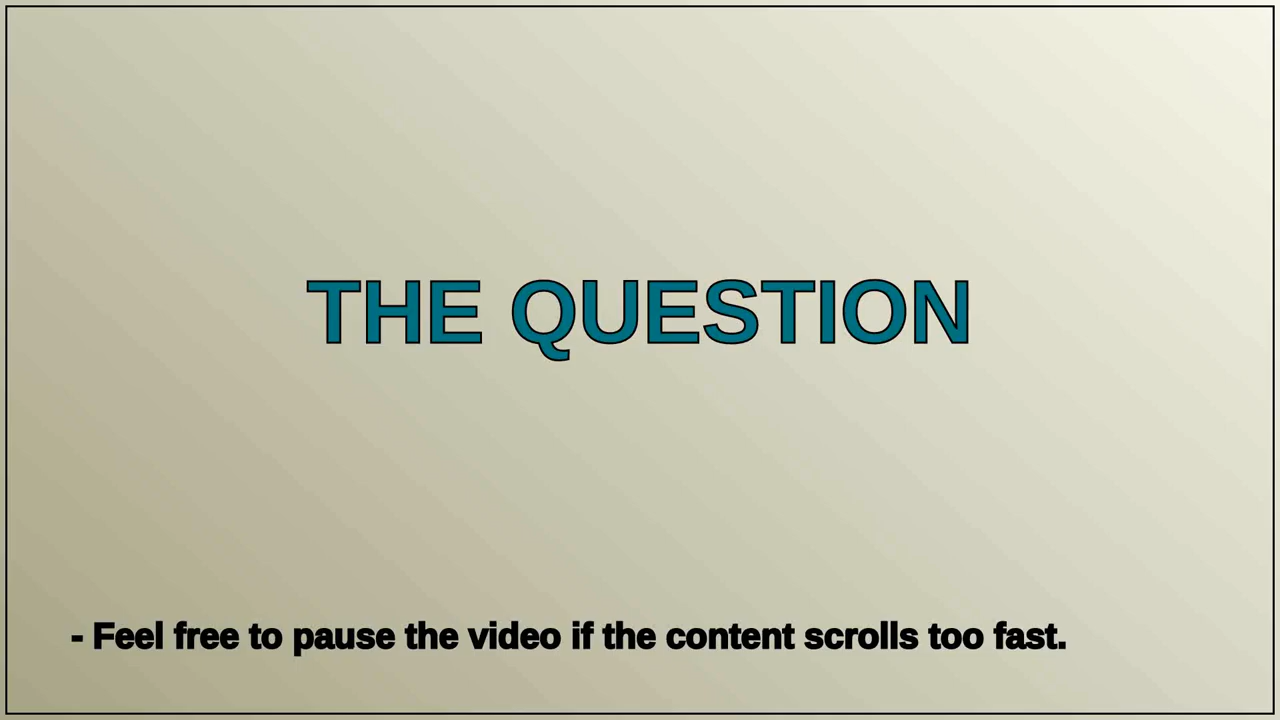 THE QUESTION
- Feel free to pause the video if the content scrolls too fast.